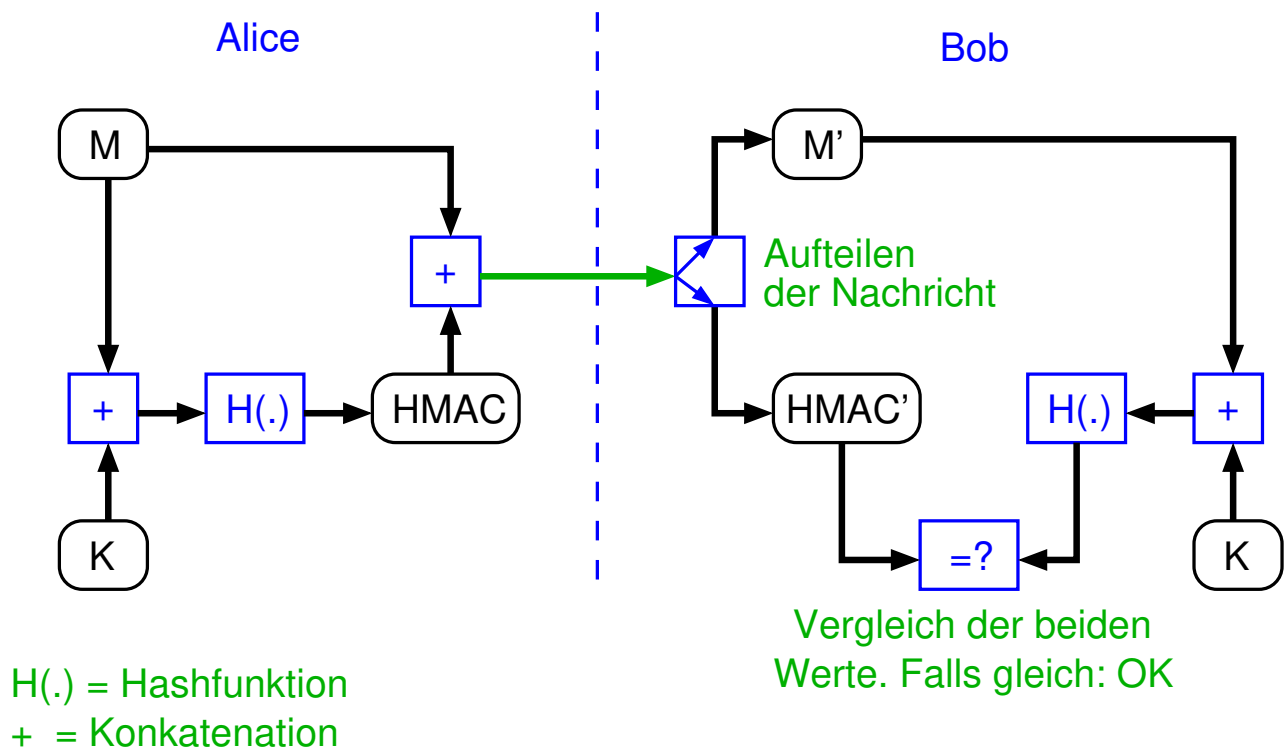 Alice
Bob
M
M'
+
Aufteilen
der Nachricht
+
H(.)
HMAC
HMAC'
H(.)
+
K
=?
K
Vergleich der beiden
Werte. Falls gleich: OK
H(.) = Hashfunktion
+ = Konkatenation